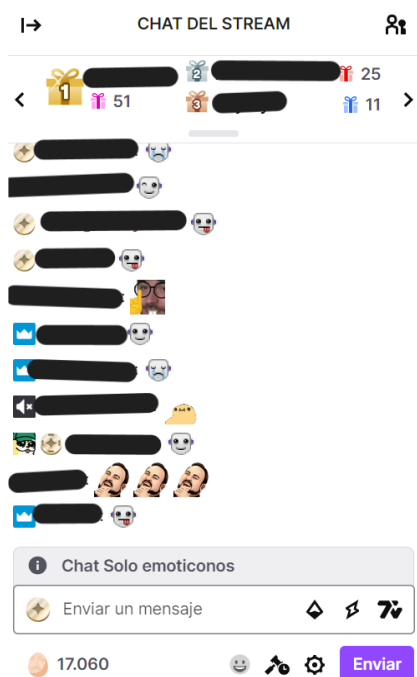 CHAT DEL STREAM
1 51
2 25
3 11
Chat Solo emoticonos
Enviar un mensaje
17.060 Enviar